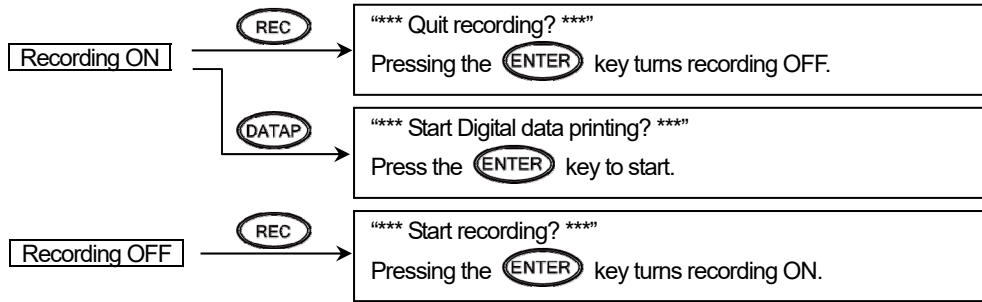 REC
“*** Quit recording? ***”
Recording ON
Pressing the ENTER key turns recording OFF.
DATAP
“*** Start Digital data printing? ***”
Press the ENTER key to start.
REC
“*** Start recording? ***”
Recording OFF
Pressing the ENTER key turns recording ON.